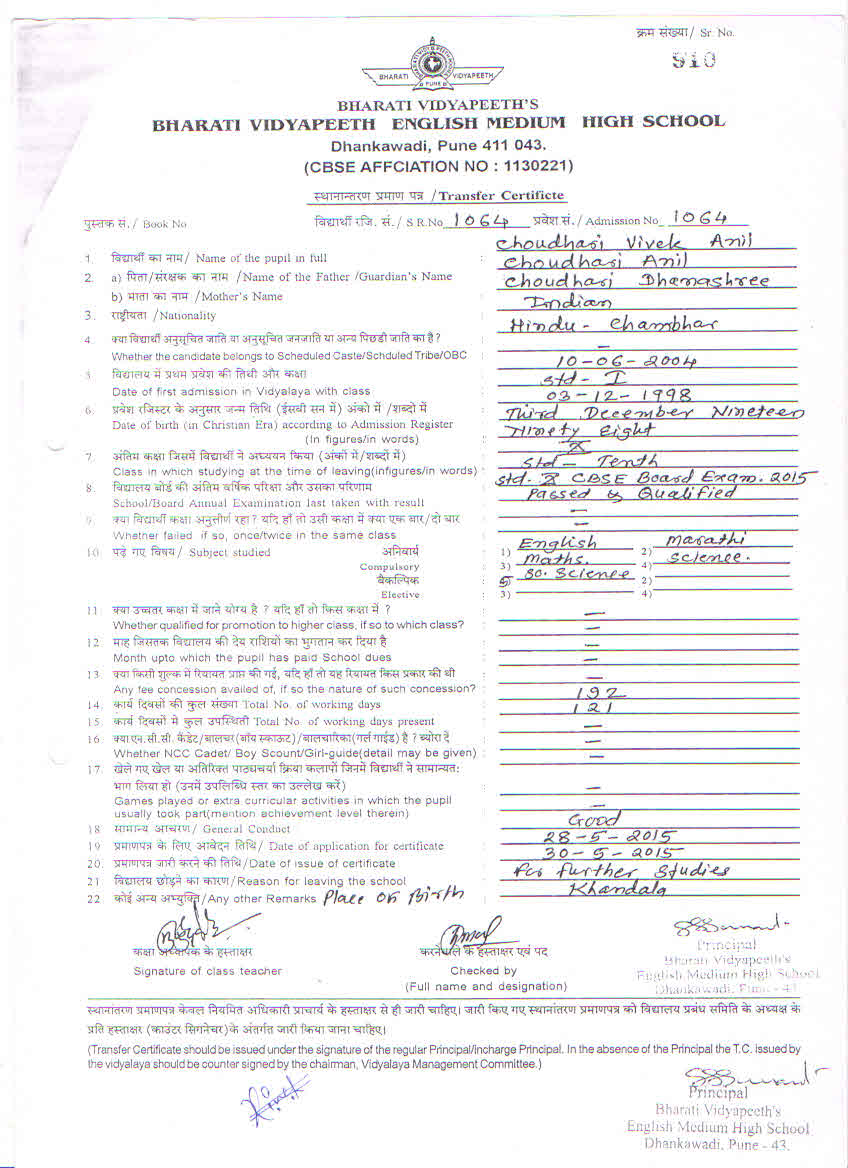 क्रम संख्या/ Sr. No.
910
BHARATI VIDYAPEETH
PUNE
BHARATI VIDYAPEETH'S
BHARATI VIDYAPEETH ENGLISH MEDIUM HIGH SCHOOL
Dhankawadi, Pune 411 043.
(CBSE AFFCIATION NO : 1130221)
स्थानान्तरण प्रमाण पत्र /Transfer Certificte
पुस्तक सं./ Book No विद्यार्थी रजि. सं./ S.R.No 1064 प्रवेश सं./ Admission No 1064
1. विद्यार्थी का नाम/ Name of the pupil in full : Choudhari Vivek Anil
2. a) पिता/संरक्षक का नाम /Name of the Father /Guardian's Name : Choudhari Anil
b) माता का नाम /Mother's Name : Choudhari Dhanashree
3. राष्ट्रीयता /Nationality : Indian
4. क्या विद्यार्थी अनुसूचित जाति या अनुसूचित जनजाति या अन्य पिछडी जाति का है? Hindu - Chambhar
Whether the candidate belongs to Scheduled Caste/Schduled Tribe/OBC : –
3 विद्यालय में प्रथम प्रवेश की तिथी और कक्षा : 10-06-2004
Date of first admission in Vidyalaya with class std - I
6. प्रवेश रजिस्टर के अनुसार जन्म तिथि (ईसवी सन में) अंको में /शब्दो में : 03-12-1998
Date of birth (in Christian Era) according to Admission Register Third December Nineteen
(In figures/in words) Ninety Eight
7. अंतिम कक्षा जिसमें विद्यार्थी ने अध्ययन किया (अंकों में/शब्दों में) X
Class in which studying at the time of leaving(infigures/in words) : Std - Tenth
8. विद्यालय बोर्ड की अंतिम वर्षिक परिक्षा और उसका परिणाम : std. X CBSE Board Exam. 2015
School/Board Annual Examination last taken with result Passed & Qualified
9. क्या विद्यार्थी कक्षा अनुत्तीर्ण रहा? यदि हाँ तो उसी कक्षा में क्या एक बार/दो बार : –
Whether failed if so, once/twice in the same class –
10. पढ़े गए विषय/ Subject studied अनिवार्य 1) English 2) Marathi
Compulsory 3) Maths. 4) Science.
बैकल्पिक 5 So. Science 2)
Elective : 3) 4)
11. क्या उच्चतर कक्षा में जाने योग्य है ? यदि हाँ तो किस कक्षा में ? : –
Whether qualified for promotion to higher class, if so to which class? –
12 माह जिसतक विद्यालय की देय राशियों का भुगतान कर दिया है : –
Month upto which the pupil has paid School dues –
13. क्या किसी शुल्क में रियायत प्राप्त की गई, यदि हाँ तो यह रियायत किस प्रकार की थी : –
Any fee concession availed of, if so the nature of such concession? –
14. कार्य दिवसों की कुल संख्या Total No. of working days : 192
15. कार्य दिवसों मे कुल उपस्थिती Total No. of working days present : 121
16 क्या एन.सी.सी. कैडेट/बालचर(बॉय स्काऊट)/बालचारिका(गर्ल गाईड) है ? ब्योरा दें : –
Whether NCC Cadet/ Boy Scount/Girl-guide(detail may be given) : –
17. खेले गए खेल या अतिरिक्त पाठ्यचर्या क्रिया कलापों जिनमें विद्यार्थी ने सामान्यत:
भाग लिया हो (उनमें उपलिब्धि स्तर का उल्लेख करें)
Games played or extra curricular activities in which the pupil –
usually took part(mention achievement level therein) –
18 सामान्य आचरण/ General Conduct : Good
19 प्रमाणपत्र के लिए आवेदन तिथि/ Date of application for certificate : 28-5-2015
20. प्रमाणपत्र जारी करने की तिथि/Date of issue of certificate : 30-5-2015
21 विद्यालय छोड़ने का कारण/Reason for leaving the school : For further Studies
22 कोई अन्य अभ्युक्ति/Any other Remarks Place of Birth Khandala
कक्षा अध्यापक के हस्ताक्षर
Signature of class teacher
करनेवाले के हस्ताक्षर एवं पद
Checked by
(Full name and designation)
Principal
Bharati Vidyapeeth's
English Medium High School
Dhankawadi, Pune - 43
स्थानांतरण प्रमाणपत्र केवल नियमित अधिकारी प्राचार्य के हस्ताक्षर से ही जारी चाहिए। जारी किए गए स्थानांतरण प्रमाणपत्र को विद्यालय प्रबंध समिति के अध्यक्ष के
प्रति हस्ताक्षर (काउंटर सिगनेचर)के अंतर्गत जारी किया जाना चाहिए।
(Transfer Certificate should be issued under the signature of the regular Principal/Incharge Principal. In the absence of the Principal the T.C. issued by
the vidyalaya should be counter signed by the chairman, Vidyalaya Management Committee.)
Principal
Bharati Vidyapeeth's
English Medium High School
Dhankawadi, Pune - 43.